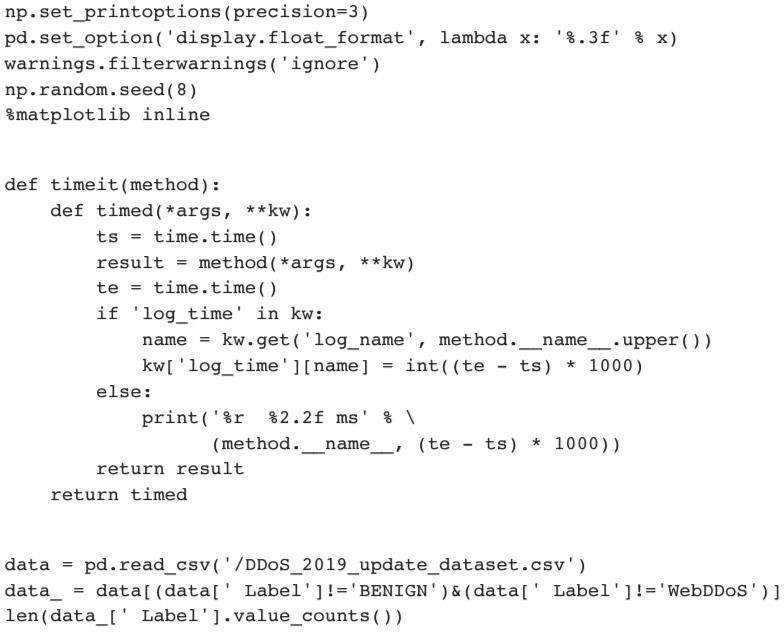 np.set_printoptions(precision=3)
pd.set_option('display.float_format', lambda x: '%.3f' % x)
warnings.filterwarnings('ignore')
np.random.seed(8)
%matplotlib inline

def timeit(method):
    def timed(*args, **kw):
        ts = time.time()
        result = method(*args, **kw)
        te = time.time()
        if 'log_time' in kw:
            name = kw.get('log_name', method.__name__.upper())
            kw['log_time'][name] = int((te - ts) * 1000)
        else:
            print('%r  %2.2f ms' % \
                  (method.__name__, (te - ts) * 1000))
        return result
    return timed

data = pd.read_csv('/DDoS_2019_update_dataset.csv')
data_ = data[(data[' Label']!='BENIGN')&(data[' Label']!='WebDDoS')]
len(data_[' Label'].value_counts())